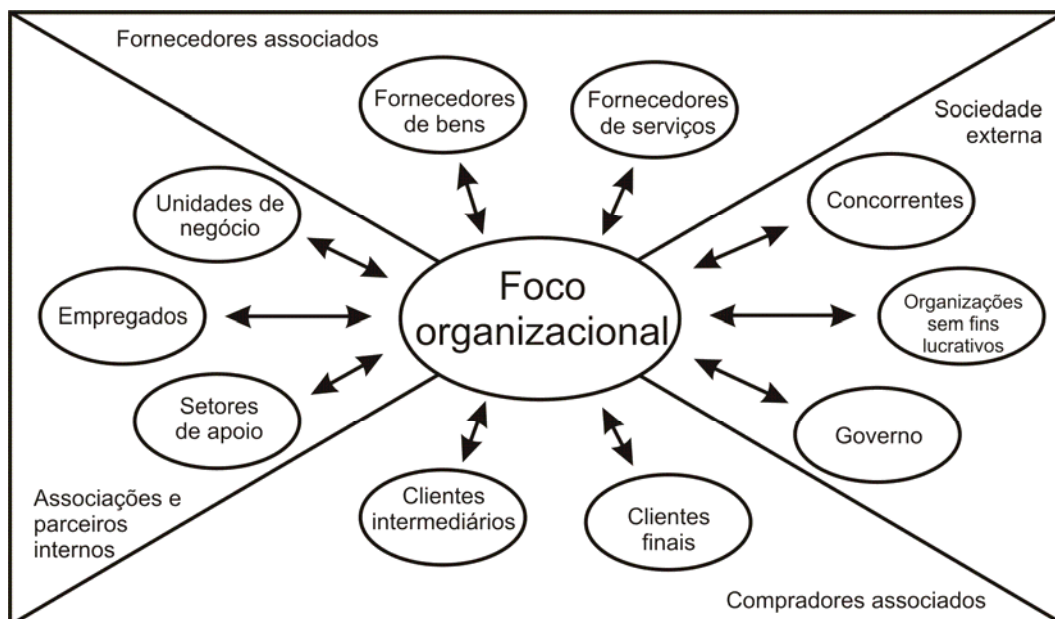 Fornecedores associados
Fornecedores
de bens
Fornecedores
de serviços
Sociedade
externa
Unidades de
negócio
Concorrentes
Foco
organizacional
Empregados
Organizações
sem fins
lucrativos
Setores
de apoio
Governo
Associações e
parceiros
internos
Clientes
intermediários
Clientes
finais
Compradores associados